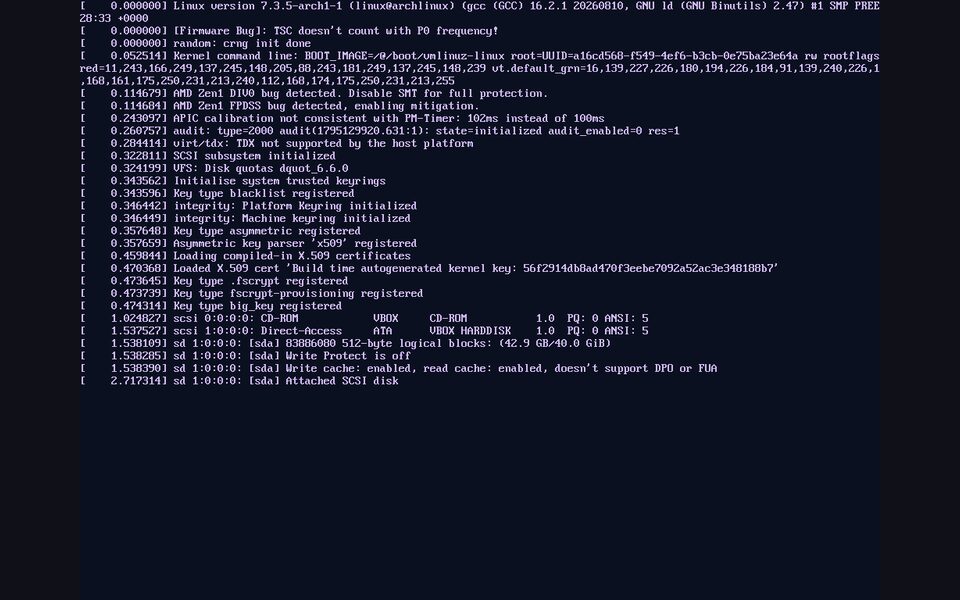 [    0.000000] Linux version 7.3.5-arch1-1 (linux@archlinux) (gcc (GCC) 16.2.1 20260810, GNU ld (GNU Binutils) 2.47) #1 SMP PREE
28:33 +0000
[    0.000000] [Firmware Bug]: TSC doesn't count with P0 frequency!
[    0.000000] random: crng init done
[    0.052514] Kernel command line: BOOT_IMAGE=/@/boot/vmlinuz-linux root=UUID=a16cd568-f549-4ef6-b3cb-0e75ba23e64a rw rootflags
red=11,243,166,249,137,245,148,205,88,243,181,249,137,245,148,239 vt.default_grn=16,139,227,226,180,194,226,184,91,139,240,226,1
,168,161,175,250,231,213,240,112,168,174,175,250,231,213,255
[    0.114679] AMD Zen1 DIV0 bug detected. Disable SMT for full protection.
[    0.114684] AMD Zen1 FPDSS bug detected, enabling mitigation.
[    0.243097] APIC calibration not consistent with PM-Timer: 102ms instead of 100ms
[    0.260757] audit: type=2000 audit(1795129920.631:1): state=initialized audit_enabled=0 res=1
[    0.284414] virt/tdx: TDX not supported by the host platform
[    0.322811] SCSI subsystem initialized
[    0.324199] VFS: Disk quotas dquot_6.6.0
[    0.343562] Initialise system trusted keyrings
[    0.343596] Key type blacklist registered
[    0.346442] integrity: Platform Keyring initialized
[    0.346449] integrity: Machine keyring initialized
[    0.357648] Key type asymmetric registered
[    0.357659] Asymmetric key parser 'x509' registered
[    0.459844] Loading compiled-in X.509 certificates
[    0.470368] Loaded X.509 cert 'Build time autogenerated kernel key: 56f2914db8ad470f3eebe7092a52ac3e348188b7'
[    0.473645] Key type .fscrypt registered
[    0.473739] Key type fscrypt-provisioning registered
[    0.474314] Key type big_key registered
[    1.024827] scsi 0:0:0:0: CD-ROM            VBOX     CD-ROM           1.0  PQ: 0 ANSI: 5
[    1.537527] scsi 1:0:0:0: Direct-Access     ATA      VBOX HARDDISK    1.0  PQ: 0 ANSI: 5
[    1.538109] sd 1:0:0:0: [sda] 83886080 512-byte logical blocks: (42.9 GB/40.0 GiB)
[    1.538285] sd 1:0:0:0: [sda] Write Protect is off
[    1.538390] sd 1:0:0:0: [sda] Write cache: enabled, read cache: enabled, doesn't support DPO or FUA
[    2.717314] sd 1:0:0:0: [sda] Attached SCSI disk